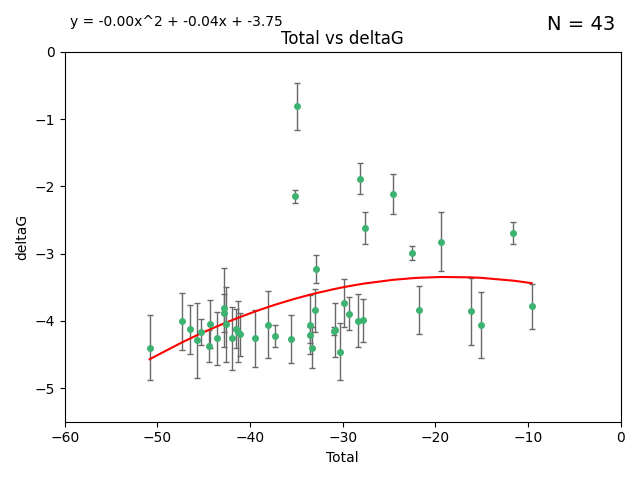 y = -0.00x^2 + -0.04x + -3.75
N = 43
Total vs deltaG
0
−1
−2
−3
−4
−5
deltaG
−60 −50 −40 −30 −20 −10 0
Total